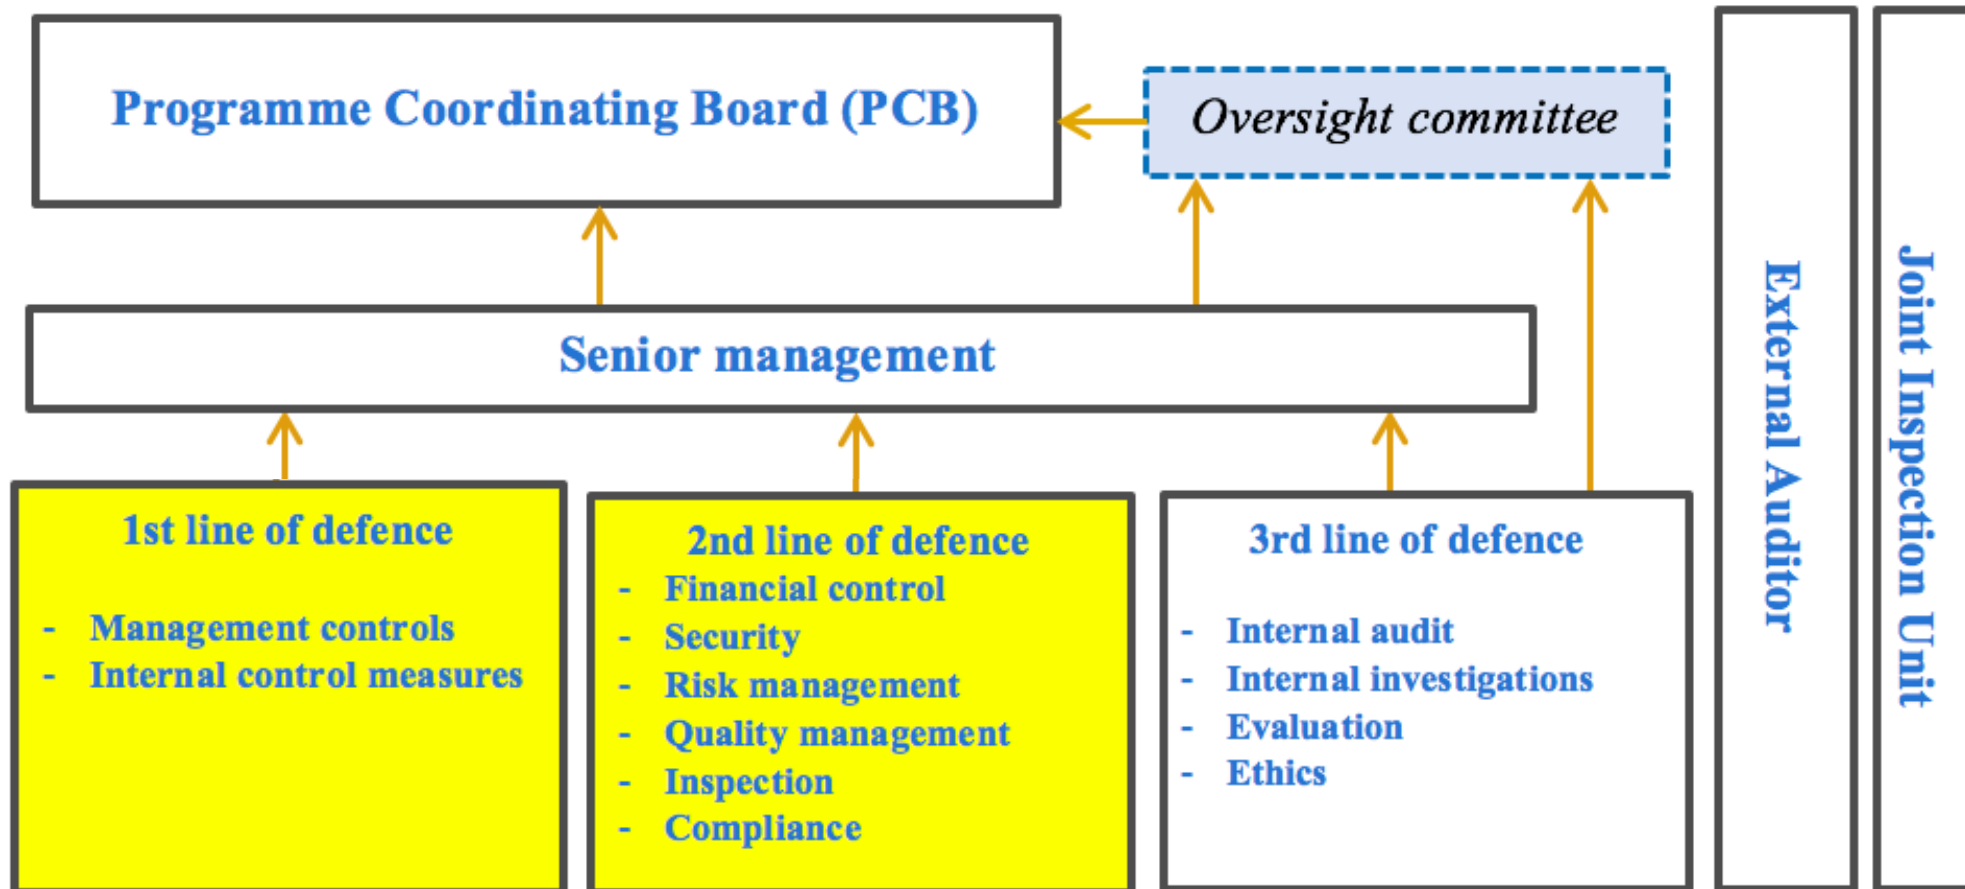 Programme Coordinating Board (PCB)
Oversight committee
Senior management
1st line of defence
- Management controls
- Internal control measures
2nd line of defence
- Financial control
- Security
- Risk management
- Quality management
- Inspection
- Compliance
3rd line of defence
- Internal audit
- Internal investigations
- Evaluation
- Ethics
External Auditor
Joint Inspection Unit